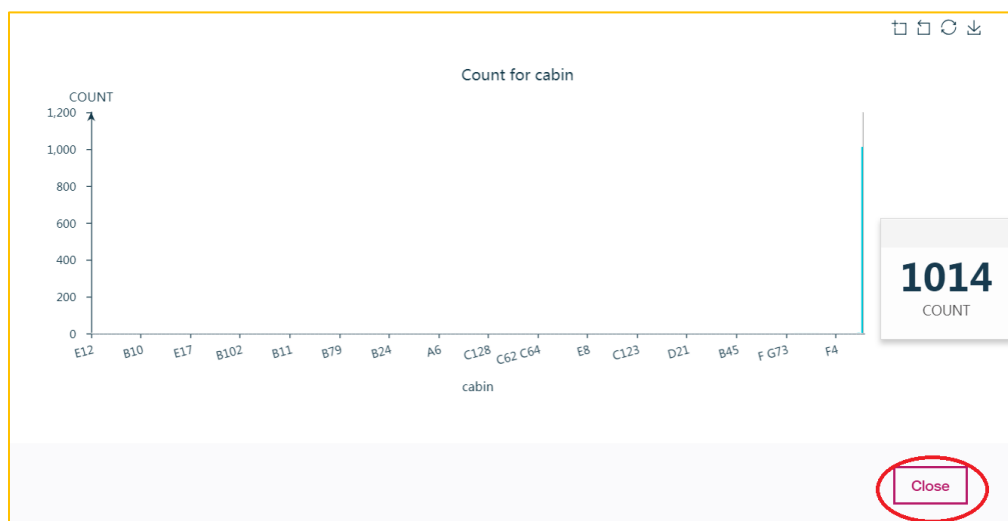 Count for cabin
COUNT
1,200
1,000
800
600
400
200
0
E12 B10 E17 B102 B11 B79 B24 A6 C128 C62 C64 E8 C123 D21 B45 F G73 F4
cabin
1014
COUNT
Close